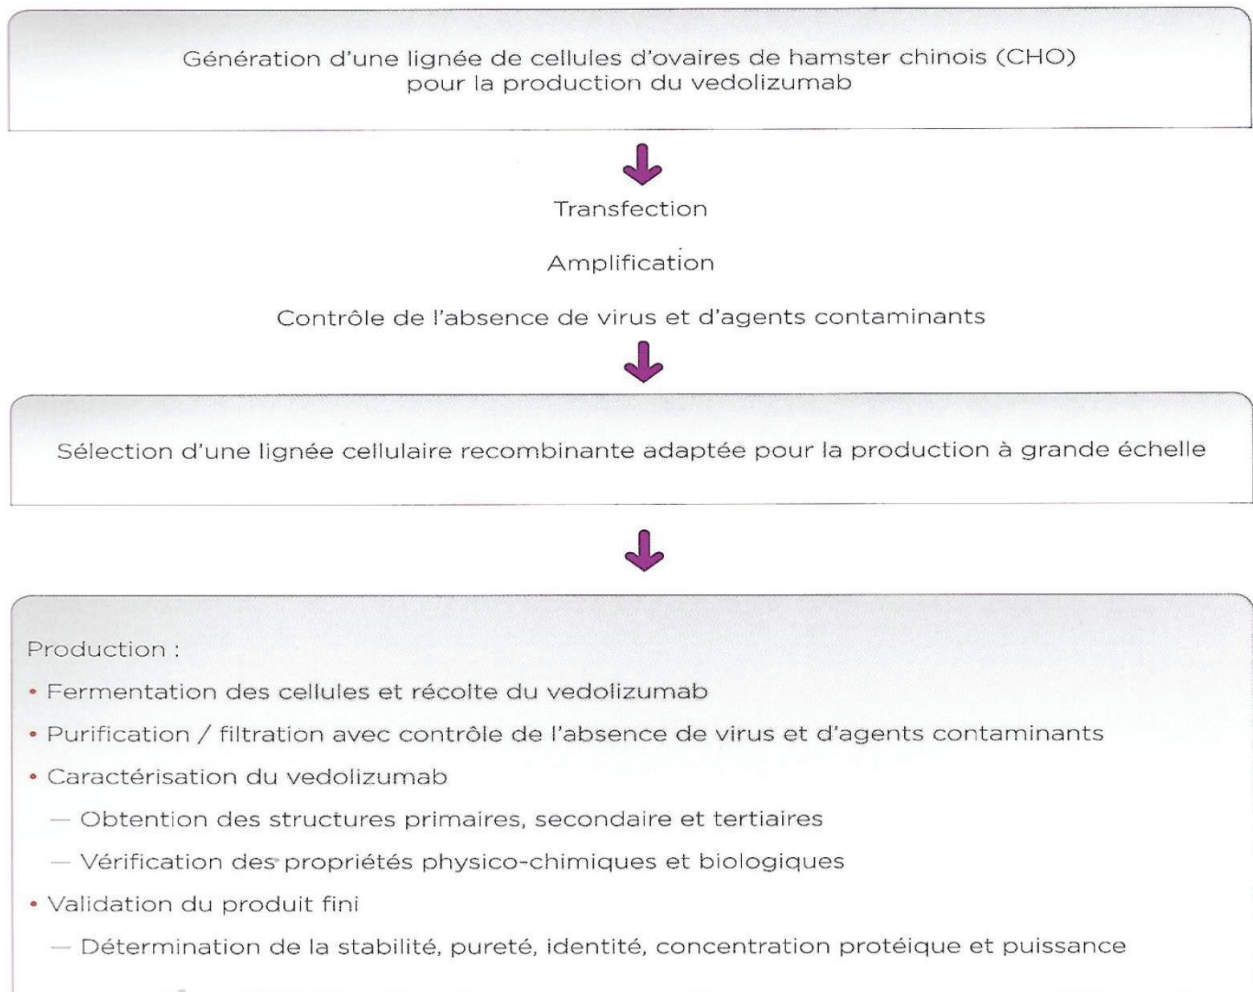 Génération d'une lignée de cellules d'ovaires de hamster chinois (CHO)
pour la production du vedolizumab
Transfection
Amplification
Contrôle de l'absence de virus et d'agents contaminants
Sélection d'une lignée cellulaire recombinante adaptée pour la production à grande échelle
Production :
• Fermentation des cellules et récolte du vedolizumab
• Purification / filtration avec contrôle de l'absence de virus et d'agents contaminants
• Caractérisation du vedolizumab
— Obtention des structures primaires, secondaire et tertiaires
— Vérification des propriétés physico-chimiques et biologiques
• Validation du produit fini
— Détermination de la stabilité, pureté, identité, concentration protéique et puissance